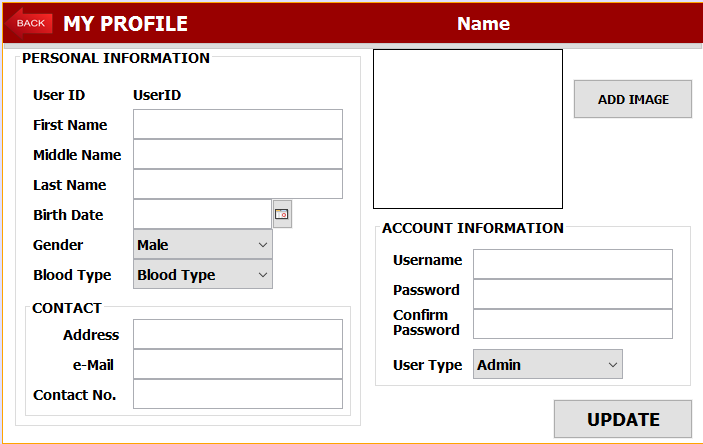 BACK MY PROFILE Name
PERSONAL INFORMATION
User ID UserID
First Name
Middle Name
Last Name
Birth Date
Gender Male
Blood Type Blood Type
CONTACT
Address
e-Mail
Contact No.
ADD IMAGE
ACCOUNT INFORMATION
Username
Password
Confirm
Password
User Type Admin
UPDATE